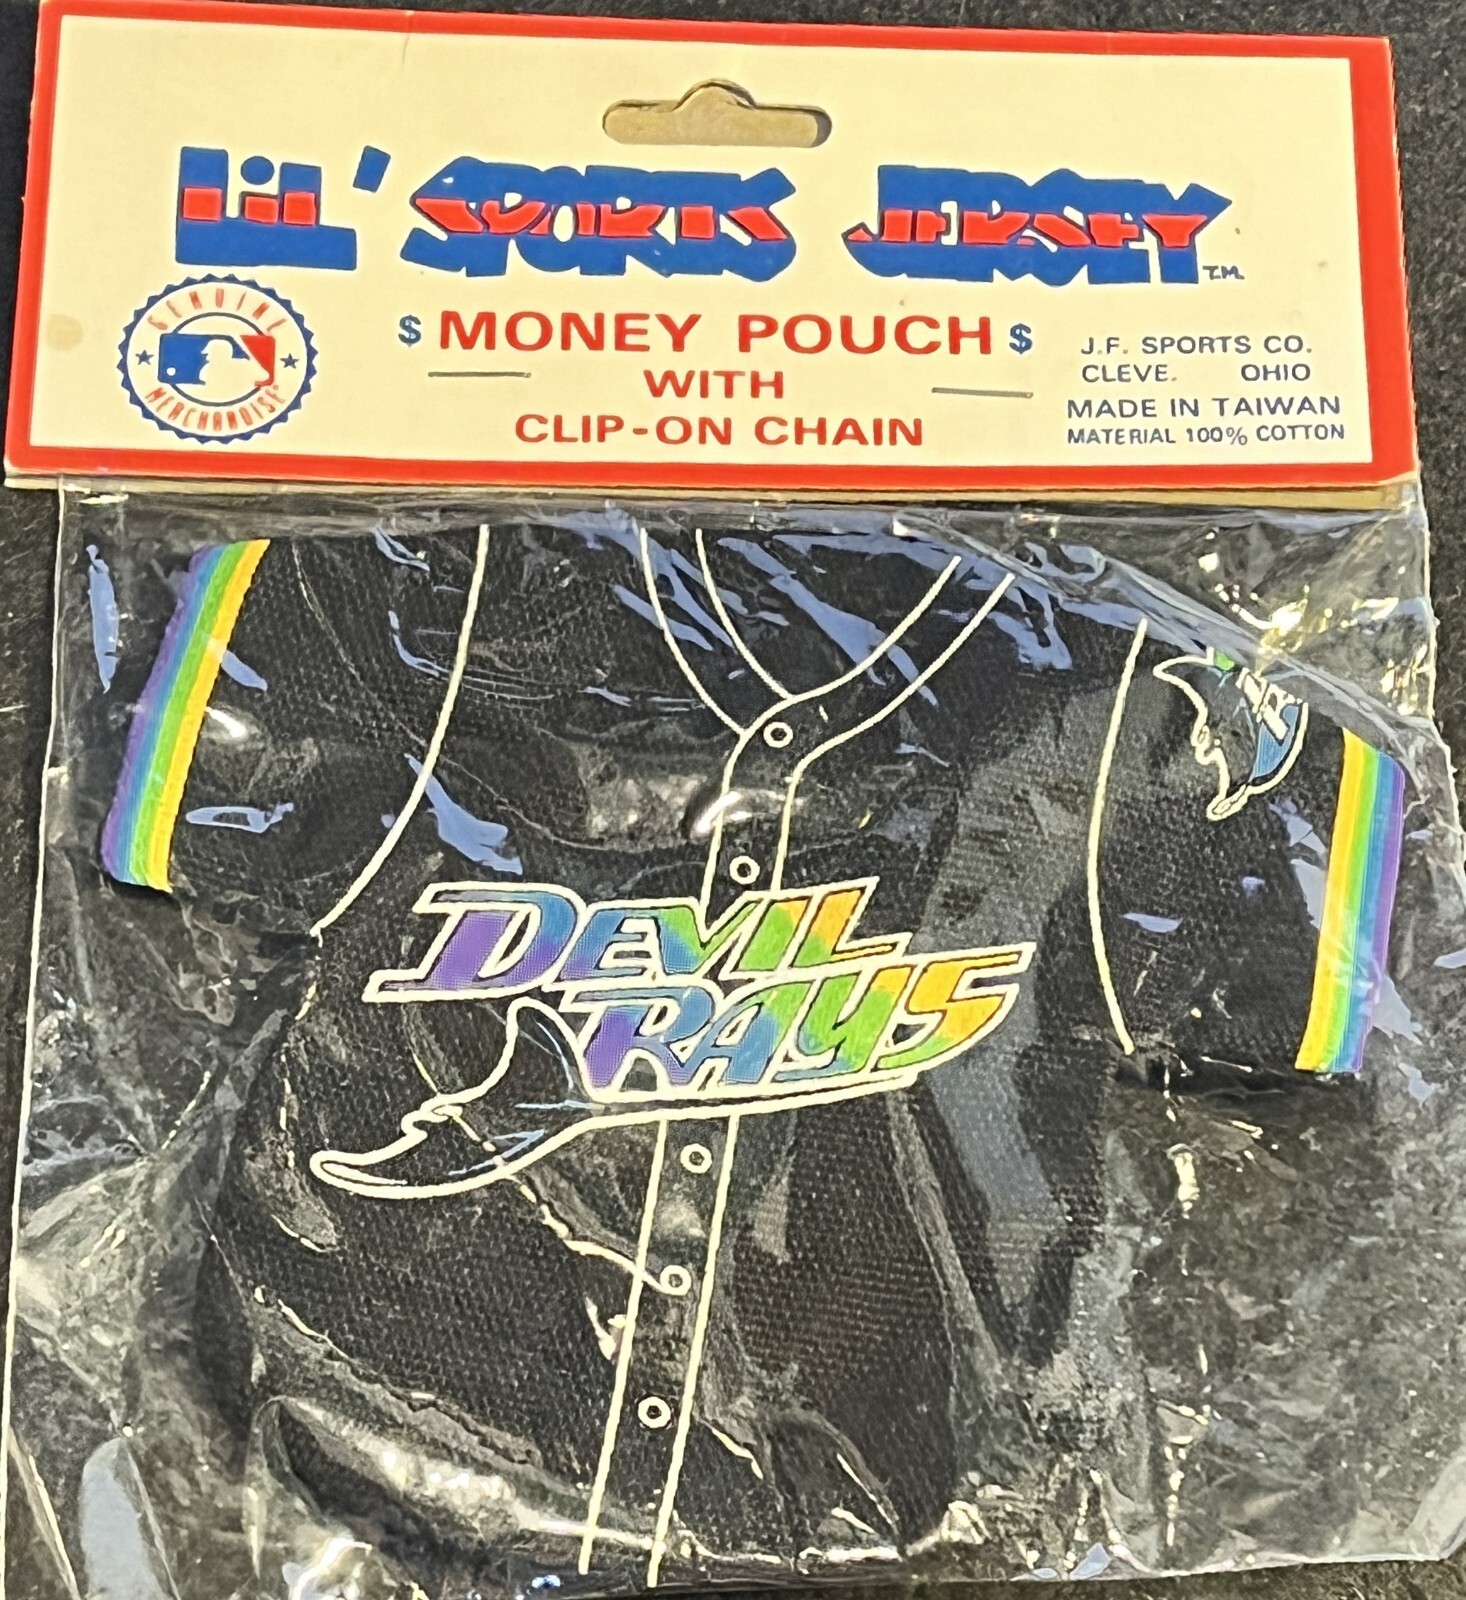 LiL' SPORTS JERSEY T.M.
GENUINE
MERCHANDISE
$ MONEY POUCH $
WITH
CLIP-ON CHAIN
J.F. SPORTS CO.
CLEVE. OHIO
MADE IN TAIWAN
MATERIAL 100% COTTON
DEVIL
RAYS